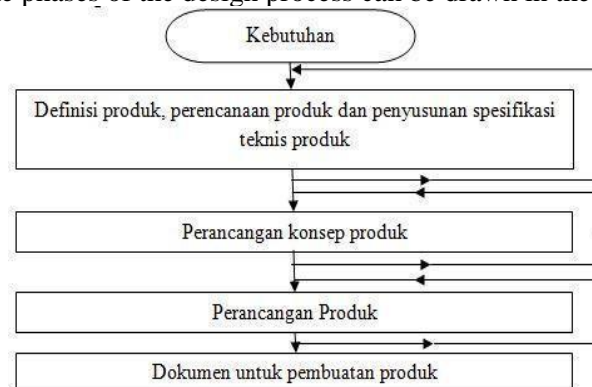 phases of the design process can be drawn in the
Kebutuhan
Definisi produk, perencanaan produk dan penyusunan spesifikasi
teknis produk
Perancangan konsep produk
Perancangan Produk
Dokumen untuk pembuatan produk